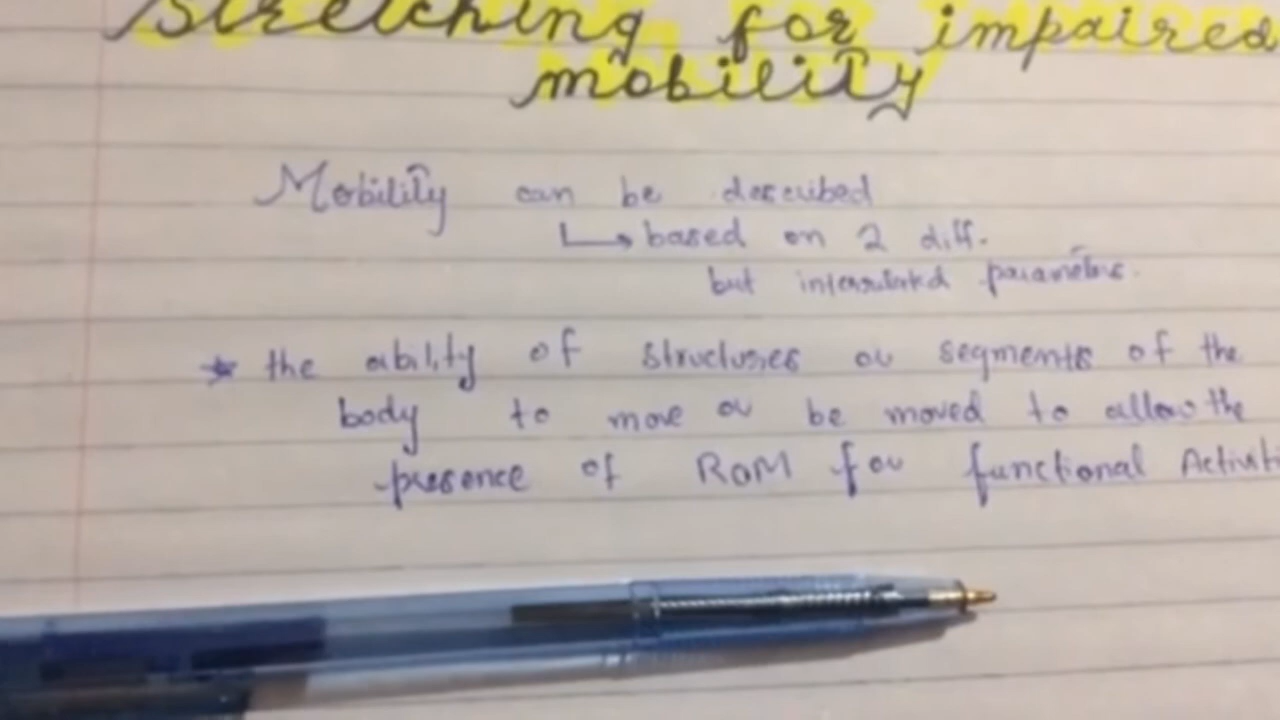 Stretching for impaired
mobility
Mobility can be described
based on 2 diff.
but interrelated parameters.
the ability of structures or segments of the
body to move or be moved to allow the
presence of ROM for functional Activiti